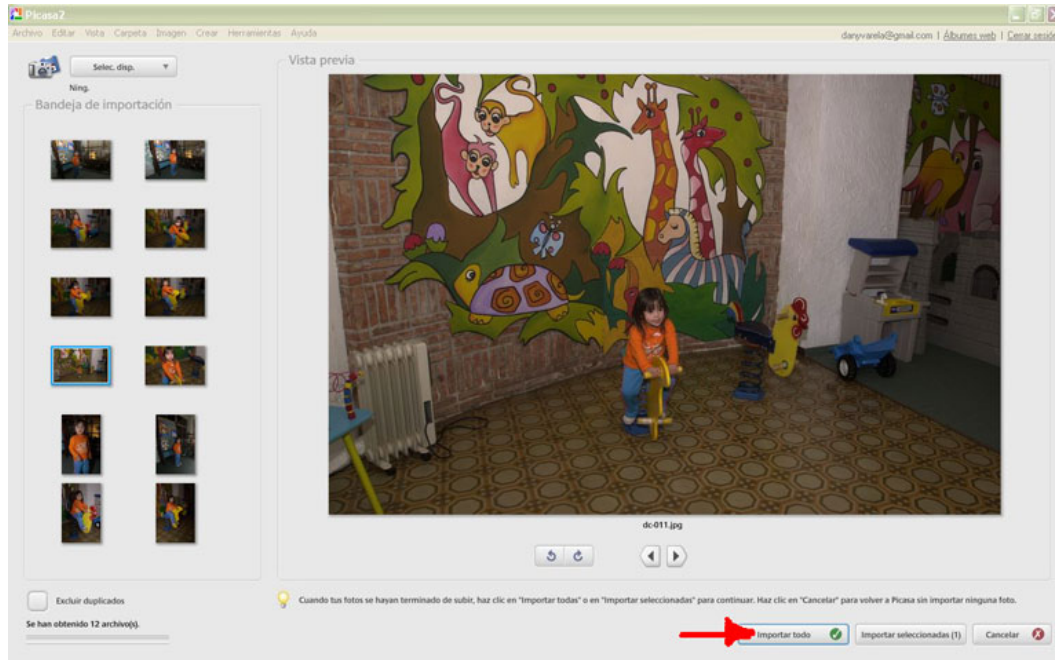 Picasa2
Archivo Editar Vista Carpeta Imagen Crear Herramientas Ayuda
danyvarela@gmail.com | Álbumes web | Cerrar sesión
Selec. disp.
Ning.
Bandeja de importación
Vista previa
dc-011.jpg
Excluir duplicados
Cuando tus fotos se hayan terminado de subir, haz clic en "Importar todas" o en "Importar seleccionadas" para continuar. Haz clic en "Cancelar" para volver a Picasa sin importar ninguna foto.
Se han obtenido 12 archivo(s).
Importar todo
Importar seleccionadas (1)
Cancelar